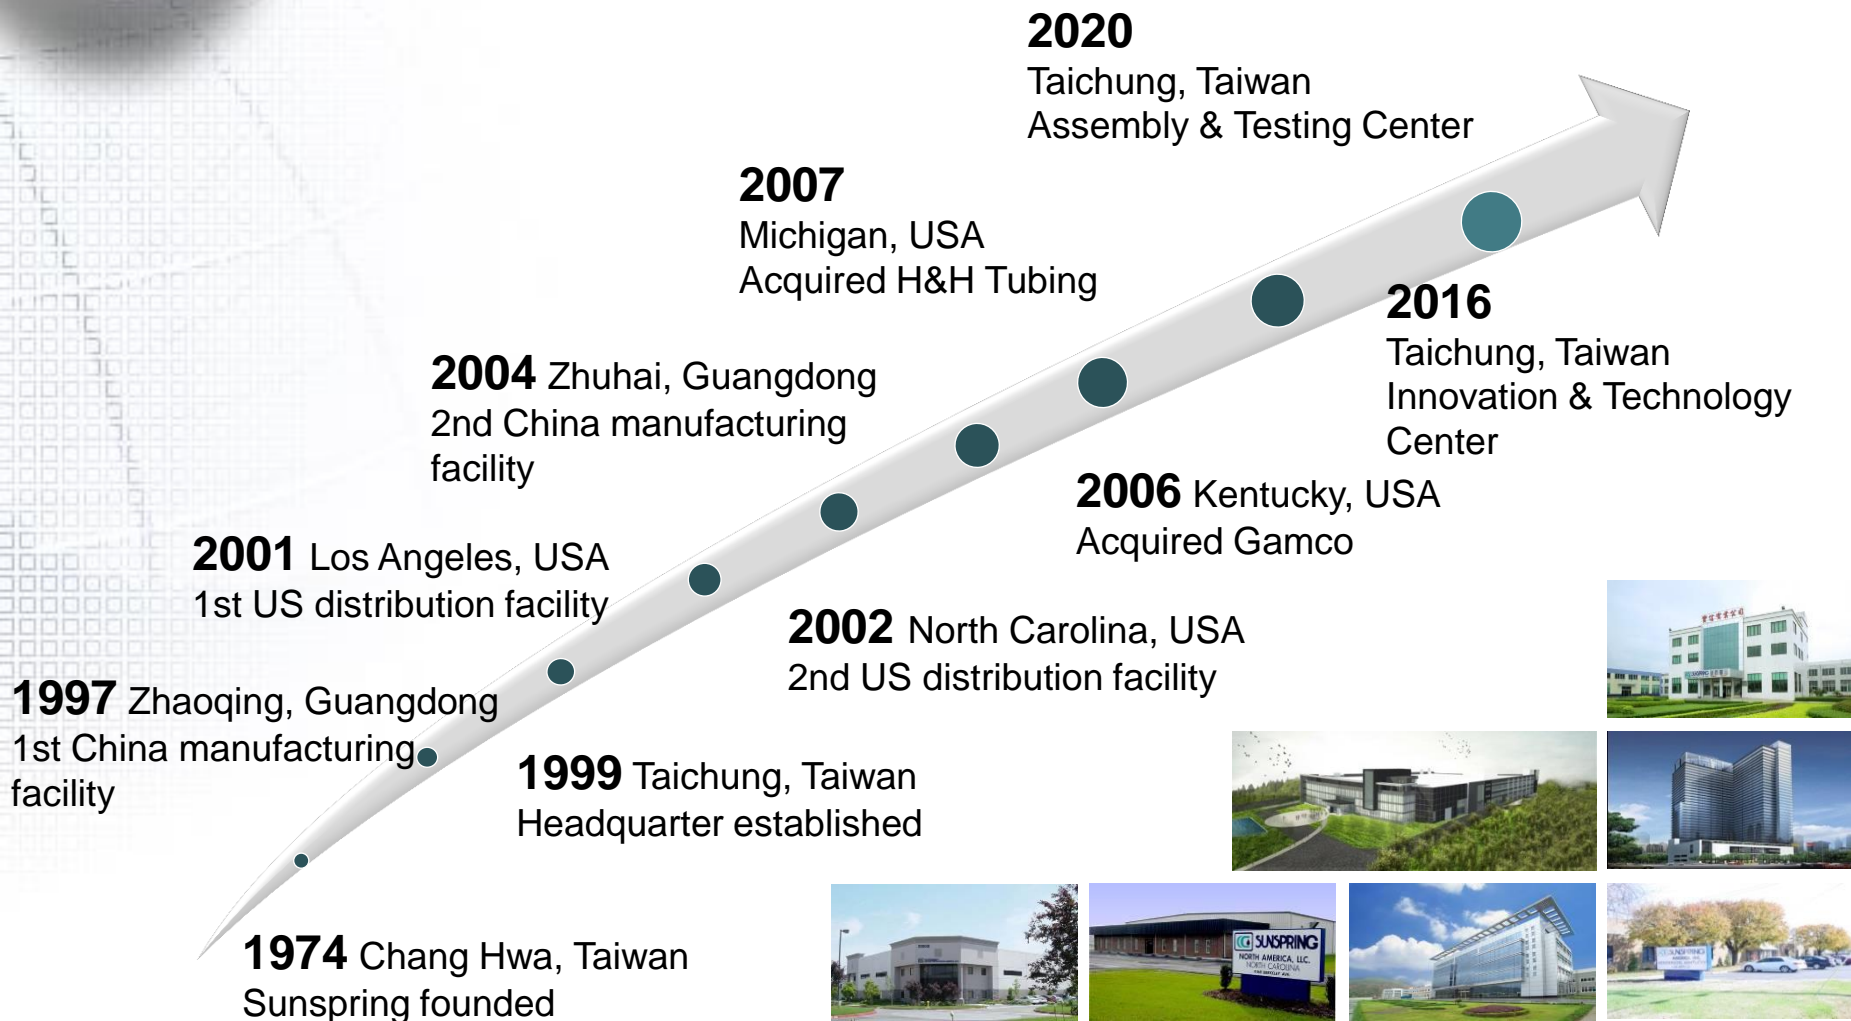 2020
Taichung, Taiwan
Assembly & Testing Center
2007
Michigan, USA
Acquired H&H Tubing
2016
Taichung, Taiwan
Innovation & Technology
Center
2004 Zhuhai, Guangdong
2nd China manufacturing
facility
2006 Kentucky, USA
Acquired Gamco
2001 Los Angeles, USA
1st US distribution facility
2002 North Carolina, USA
2nd US distribution facility
1997 Zhaoqing, Guangdong
1st China manufacturing
facility
1999 Taichung, Taiwan
Headquarter established
1974 Chang Hwa, Taiwan
Sunspring founded
SUNSPRING
NORTH AMERICA, LLC.
NORTH CAROLINA
SUNSPRING